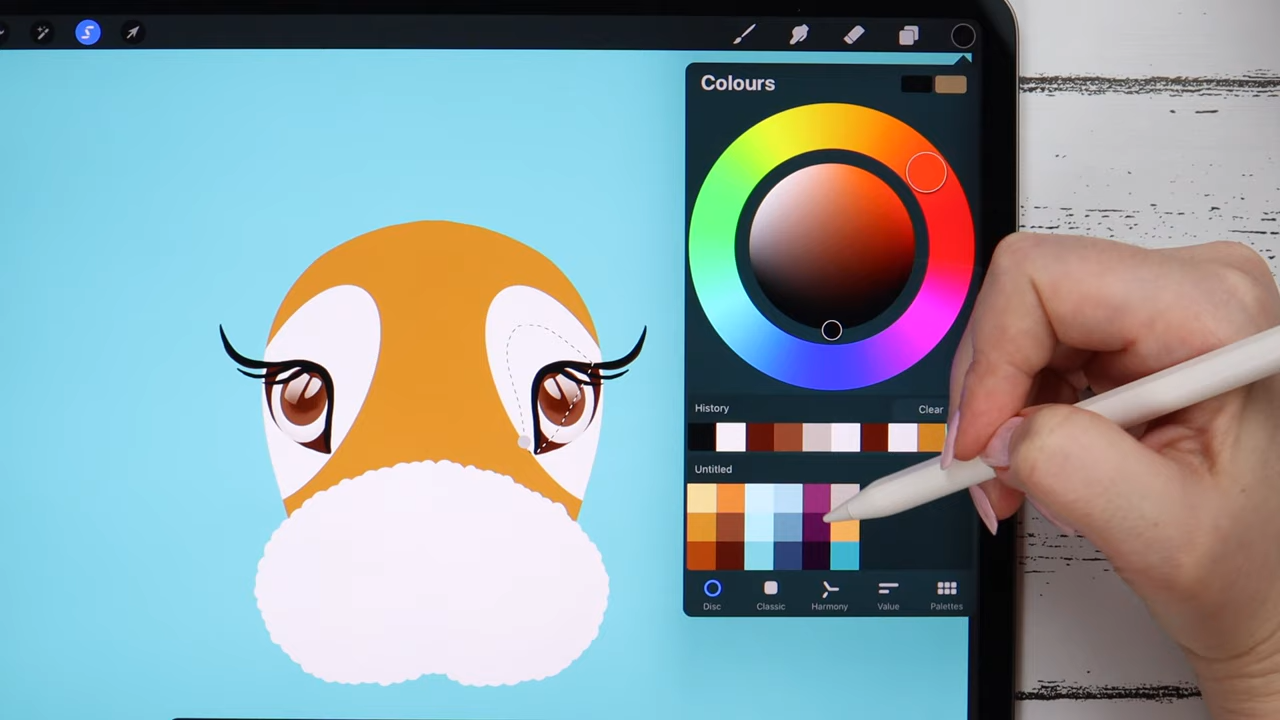 S
Colours
History
Clear
Untitled
Disc
Classic
Harmony
Value
Palettes